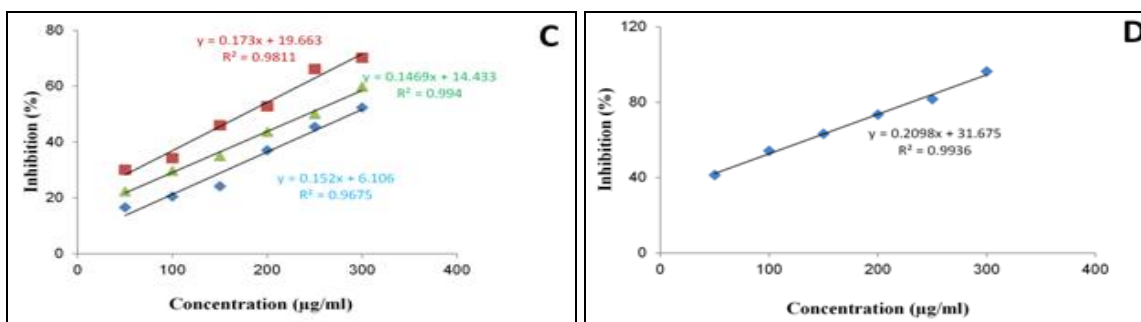 C
80
60
40
20
0
y = 0.173x + 19.663
R² = 0.9811
y = 0.1469x + 14.433
R² = 0.994
y = 0.152x + 6.106
R² = 0.9675
Inhibition (%)
0 100 200 300 400
Concentration (µg/ml)
D
120
80
40
0
y = 0.2098x + 31.675
R² = 0.9936
Inhibition (%)
0 100 200 300 400
Concentration (µg/ml)